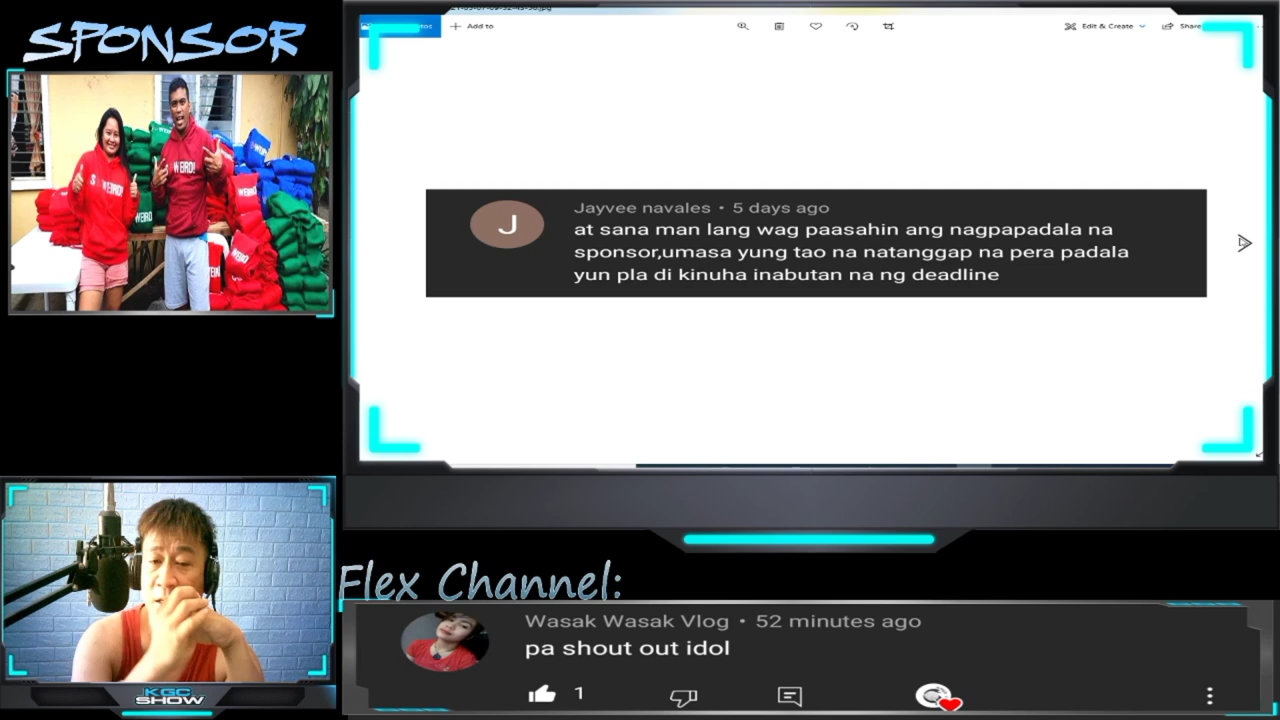 SPONSOR
Add to
Edit & Create
Share
J
Jayvee navales • 5 days ago
at sana man lang wag paasahin ang nagpapadala na
sponsor,umasa yung tao na natanggap na pera padala
yun pla di kinuha inabutan na ng deadline
WEIRD!
WEIRD
KGC
SHOW
Flex Channel:
Wasak Wasak Vlog • 52 minutes ago
pa shout out idol
1